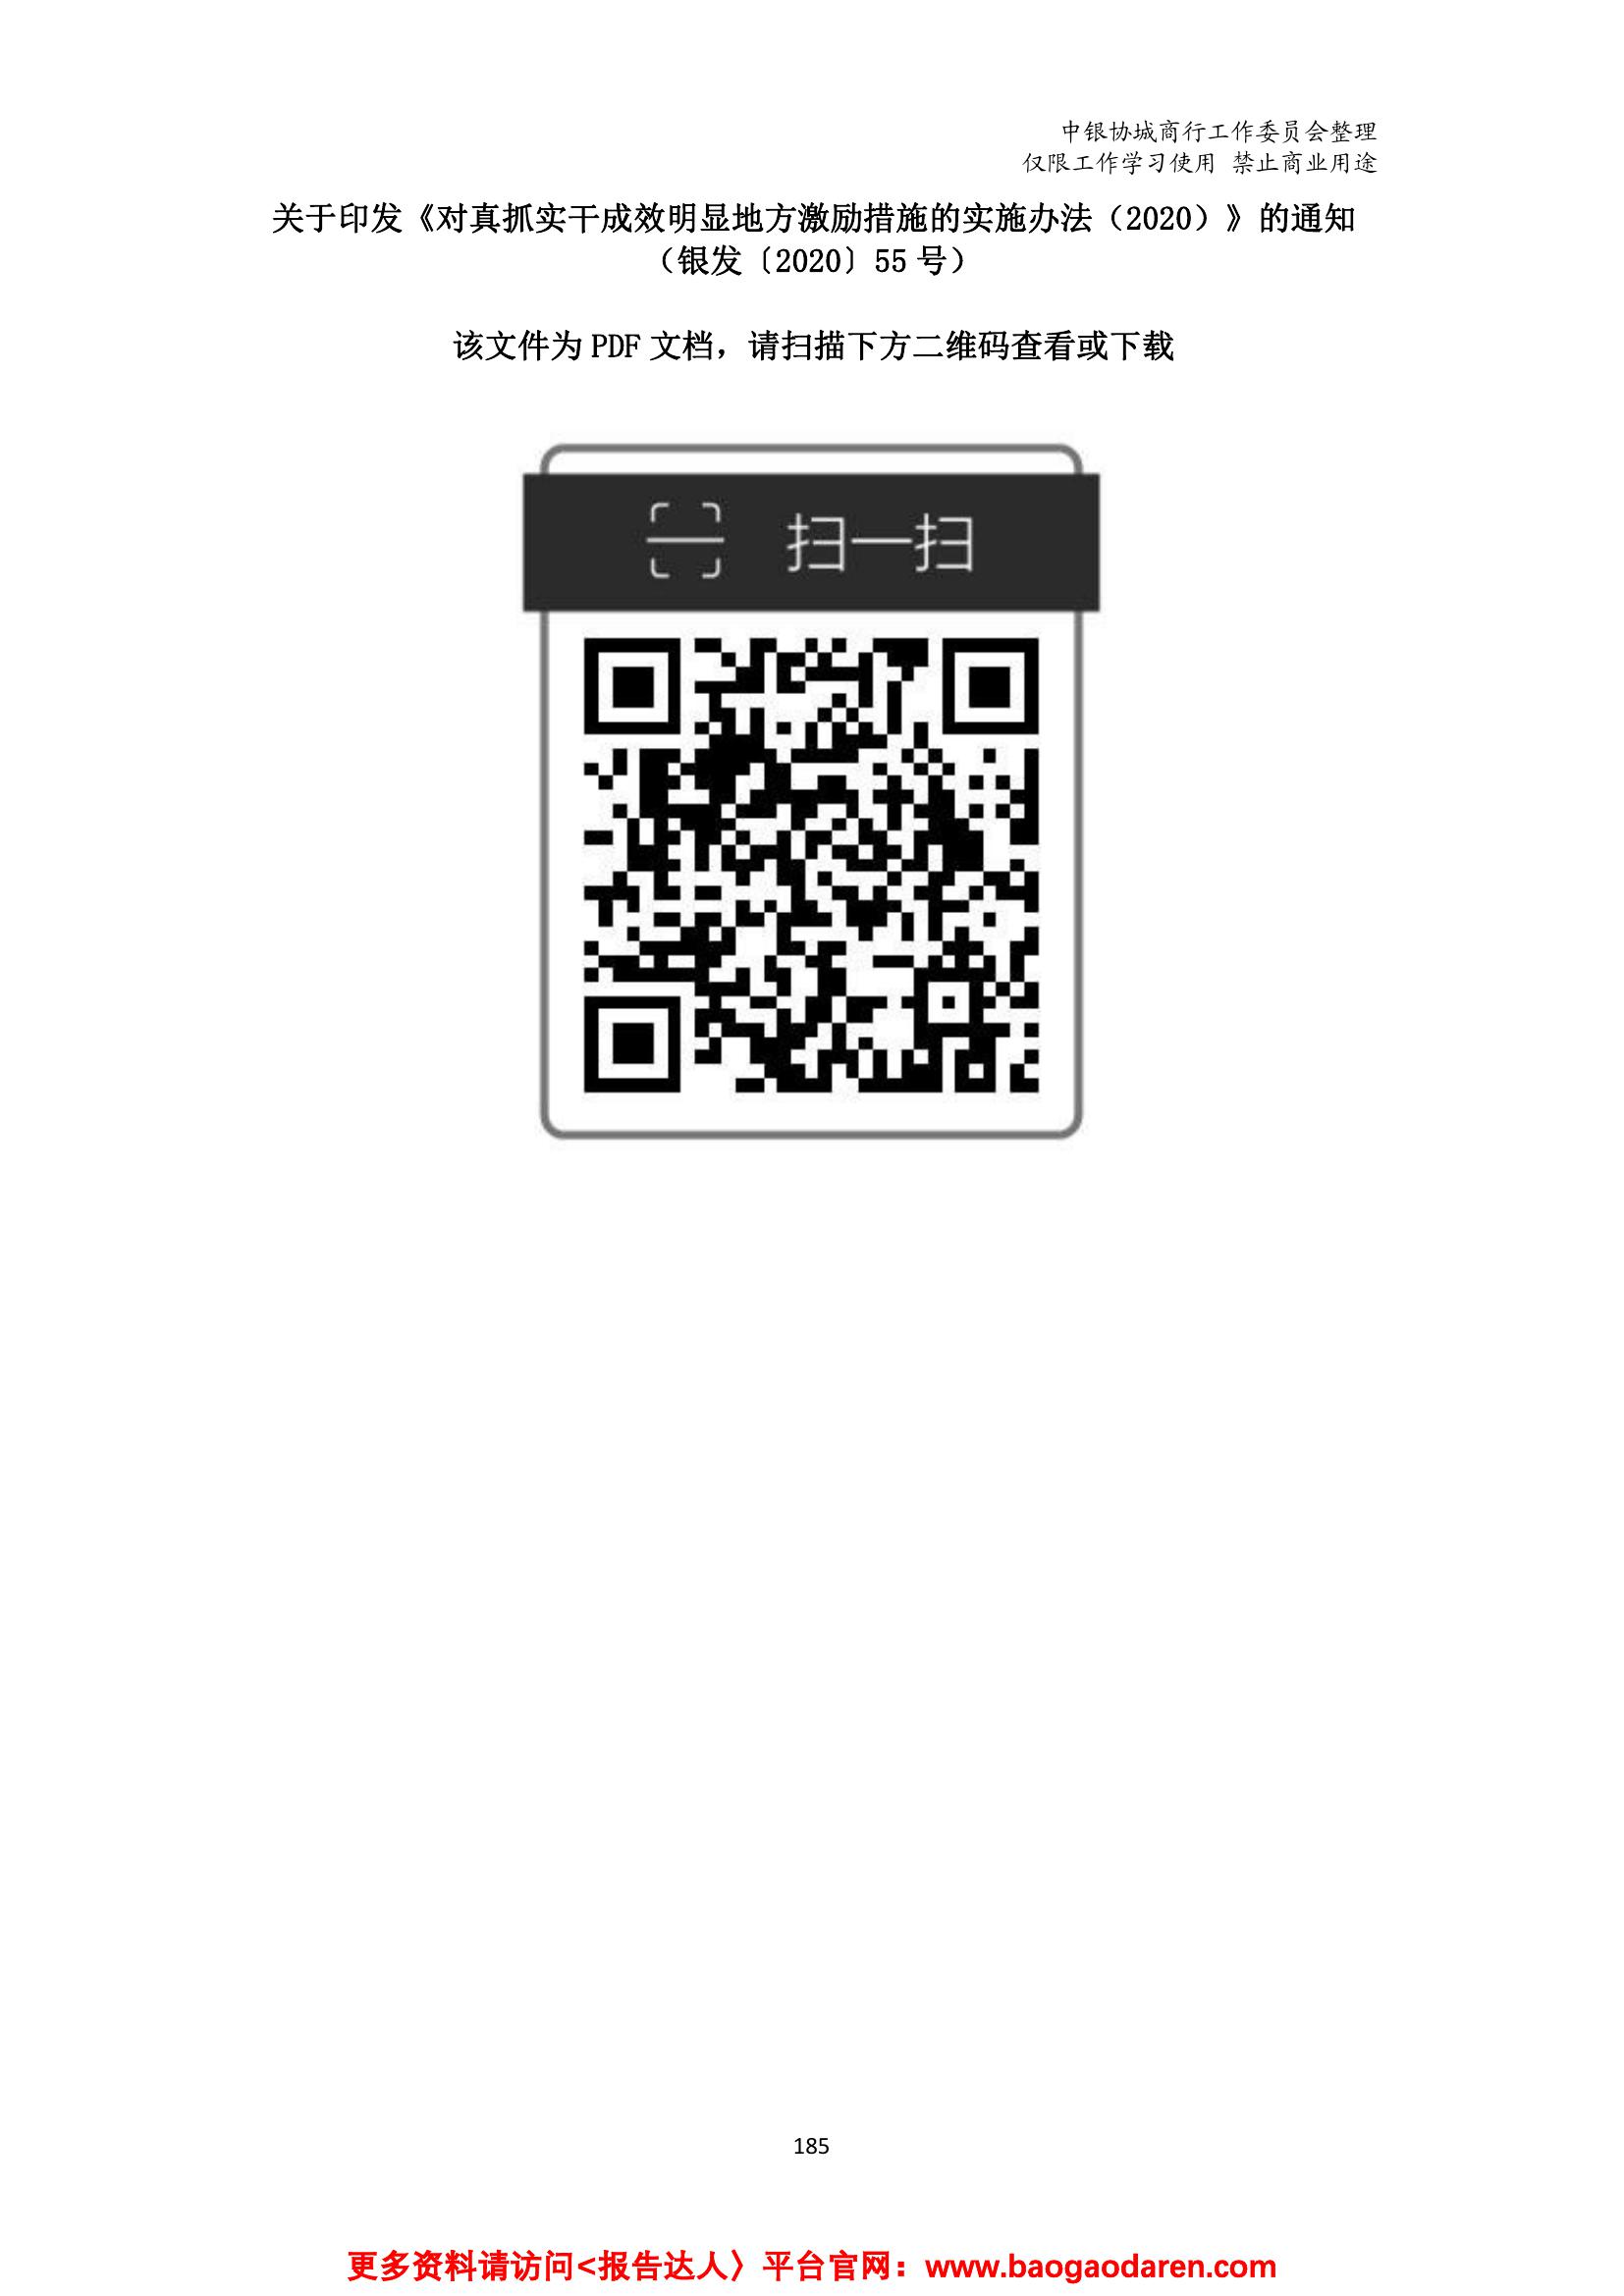 中银协城商行工作委员会整理
仅限工作学习使用 禁止商业用途
关于印发《对真抓实干成效明显地方激励措施的实施办法（2020）》的通知
（银发〔2020〕55 号）
该文件为 PDF 文档，请扫描下方二维码查看或下载
扫一扫
185
更多资料请访问<报告达人〉平台官网：www.baogaodaren.com